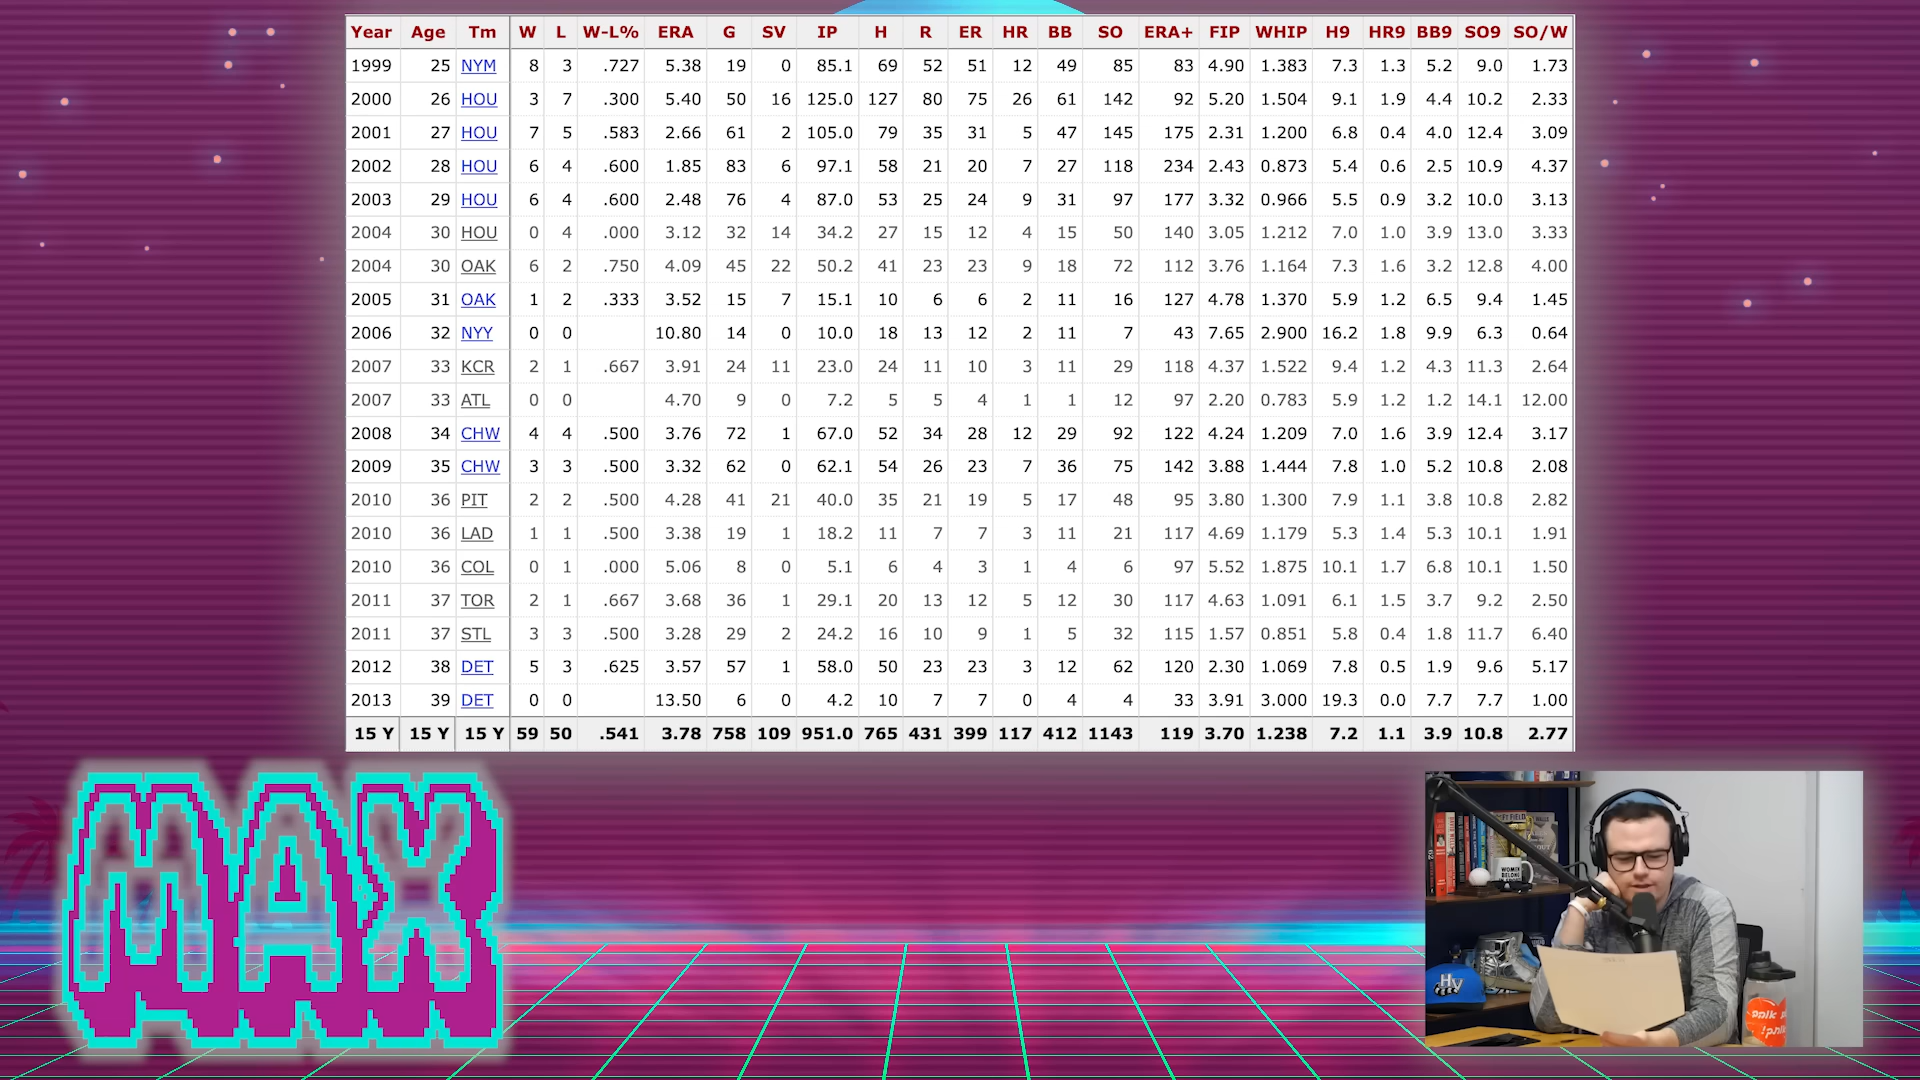 Year Age Tm W L W-L% ERA G SV IP H R ER HR BB SO ERA+ FIP WHIP H9 HR9 BB9 SO9 SO/W
1999 25 NYM 8 3 .727 5.38 19 0 85.1 69 52 51 12 49 85 83 4.90 1.383 7.3 1.3 5.2 9.0 1.73
2000 26 HOU 3 7 .300 5.40 50 16 125.0 127 80 75 26 61 142 92 5.20 1.504 9.1 1.9 4.4 10.2 2.33
2001 27 HOU 7 5 .583 2.66 61 2 105.0 79 35 31 5 47 145 175 2.31 1.200 6.8 0.4 4.0 12.4 3.09
2002 28 HOU 6 4 .600 1.85 83 6 97.1 58 21 20 7 27 118 234 2.43 0.873 5.4 0.6 2.5 10.9 4.37
2003 29 HOU 6 4 .600 2.48 76 4 87.0 53 25 24 9 31 97 177 3.32 0.966 5.5 0.9 3.2 10.0 3.13
2004 30 HOU 0 4 .000 3.12 32 14 34.2 27 15 12 4 15 50 140 3.05 1.212 7.0 1.0 3.9 13.0 3.33
2004 30 OAK 6 2 .750 4.09 45 22 50.2 41 23 23 9 18 72 112 3.76 1.164 7.3 1.6 3.2 12.8 4.00
2005 31 OAK 1 2 .333 3.52 15 7 15.1 10 6 6 2 11 16 127 4.78 1.370 5.9 1.2 6.5 9.4 1.45
2006 32 NYY 0 0 10.80 14 0 10.0 18 13 12 2 11 7 43 7.65 2.900 16.2 1.8 9.9 6.3 0.64
2007 33 KCR 2 1 .667 3.91 24 11 23.0 24 11 10 3 11 29 118 4.37 1.522 9.4 1.2 4.3 11.3 2.64
2007 33 ATL 0 0 4.70 9 0 7.2 5 5 4 1 1 12 97 2.20 0.783 5.9 1.2 1.2 14.1 12.00
2008 34 CHW 4 4 .500 3.76 72 1 67.0 52 34 28 12 29 92 122 4.24 1.209 7.0 1.6 3.9 12.4 3.17
2009 35 CHW 3 3 .500 3.32 62 0 62.1 54 26 23 7 36 75 142 3.88 1.444 7.8 1.0 5.2 10.8 2.08
2010 36 PIT 2 2 .500 4.28 41 21 40.0 35 21 19 5 17 48 95 3.80 1.300 7.9 1.1 3.8 10.8 2.82
2010 36 LAD 1 1 .500 3.38 19 1 18.2 11 7 7 3 11 21 117 4.69 1.179 5.3 1.4 5.3 10.1 1.91
2010 36 COL 0 1 .000 5.06 8 0 5.1 6 4 3 1 4 6 97 5.52 1.875 10.1 1.7 6.8 10.1 1.50
2011 37 TOR 2 1 .667 3.68 36 1 29.1 20 13 12 5 12 30 117 4.63 1.091 6.1 1.5 3.7 9.2 2.50
2011 37 STL 3 3 .500 3.28 29 2 24.2 16 10 9 1 5 32 115 1.57 0.851 5.8 0.4 1.8 11.7 6.40
2012 38 DET 5 3 .625 3.57 57 1 58.0 50 23 23 3 12 62 120 2.30 1.069 7.8 0.5 1.9 9.6 5.17
2013 39 DET 0 0 13.50 6 0 4.2 10 7 7 0 4 4 33 3.91 3.000 19.3 0.0 7.7 7.7 1.00
15 Y 15 Y 15 Y 59 50 .541 3.78 758 109 951.0 765 431 399 117 412 1143 119 3.70 1.238 7.2 1.1 3.9 10.8 2.77
MAX
WOMEN
BELONG
HV